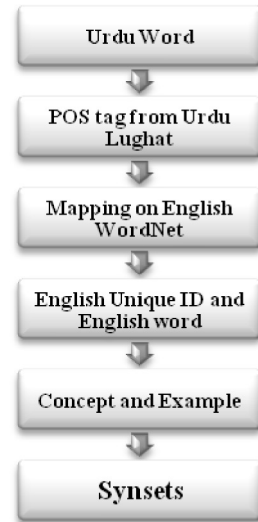 Urdu Word
POS tag from Urdu
Lughat
Mapping on English
WordNet
English Unique ID and
English word
Concept and Example
Synsets